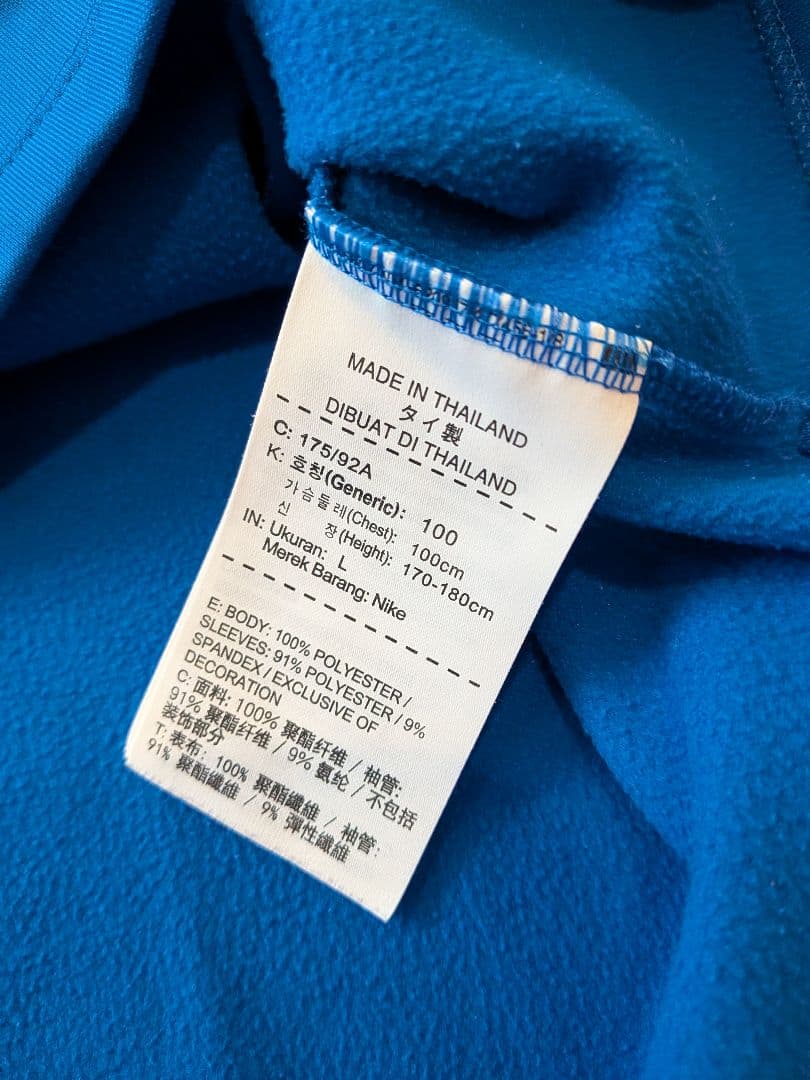 MADE IN THAILAND
タイ製
DIBUAT DI THAILAND
C: 175/92A
K: 호칭(Generic): 100
가슴둘레(Chest): 100cm
신 장(Height): 170-180cm
IN: Ukuran: L
Merek Barang: Nike
E: BODY: 100% POLYESTER /
SLEEVES: 91% POLYESTER / 9%
SPANDEX / EXCLUSIVE OF
DECORATION
C: 面料: 100% 聚酯纤维 / 袖管:
91% 聚酯纤维 / 9% 氨纶 / 不包括
装饰部分
T: 表布: 100% 聚酯纖維 / 袖管:
91% 聚酯纖維 / 9% 彈性纖維